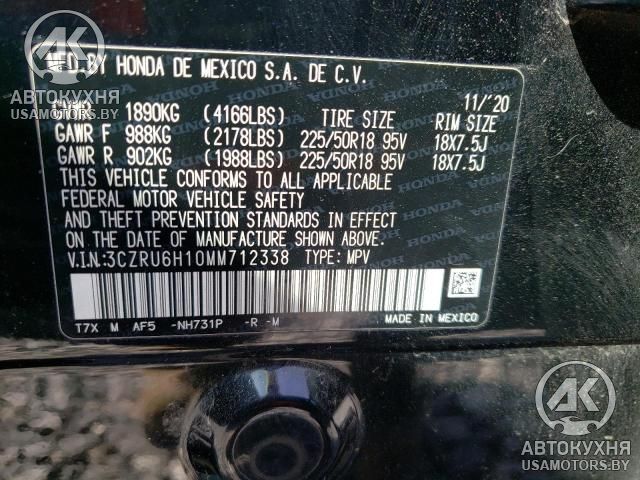 MFD BY HONDA DE MEXICO S.A. DE C.V.
11/'20
1890KG (4166LBS) TIRE SIZE RIM SIZE
GAWR F 988KG (2178LBS) 225/50R18 95V 18X7.5J
GAWR R 902KG (1988LBS) 225/50R18 95V 18X7.5J
THIS VEHICLE CONFORMS TO ALL APPLICABLE
FEDERAL MOTOR VEHICLE SAFETY
AND THEFT PREVENTION STANDARDS IN EFFECT
ON THE DATE OF MANUFACTURE SHOWN ABOVE.
V.I.N:3CZRU6H10MM712338 TYPE: MPV
T7X M AF5 -NH731P -R -M MADE IN MEXICO
АК
АВТОКУХНЯ
USAMOTORS.BY
АК
АВТОКУХНЯ
USAMOTORS.BY